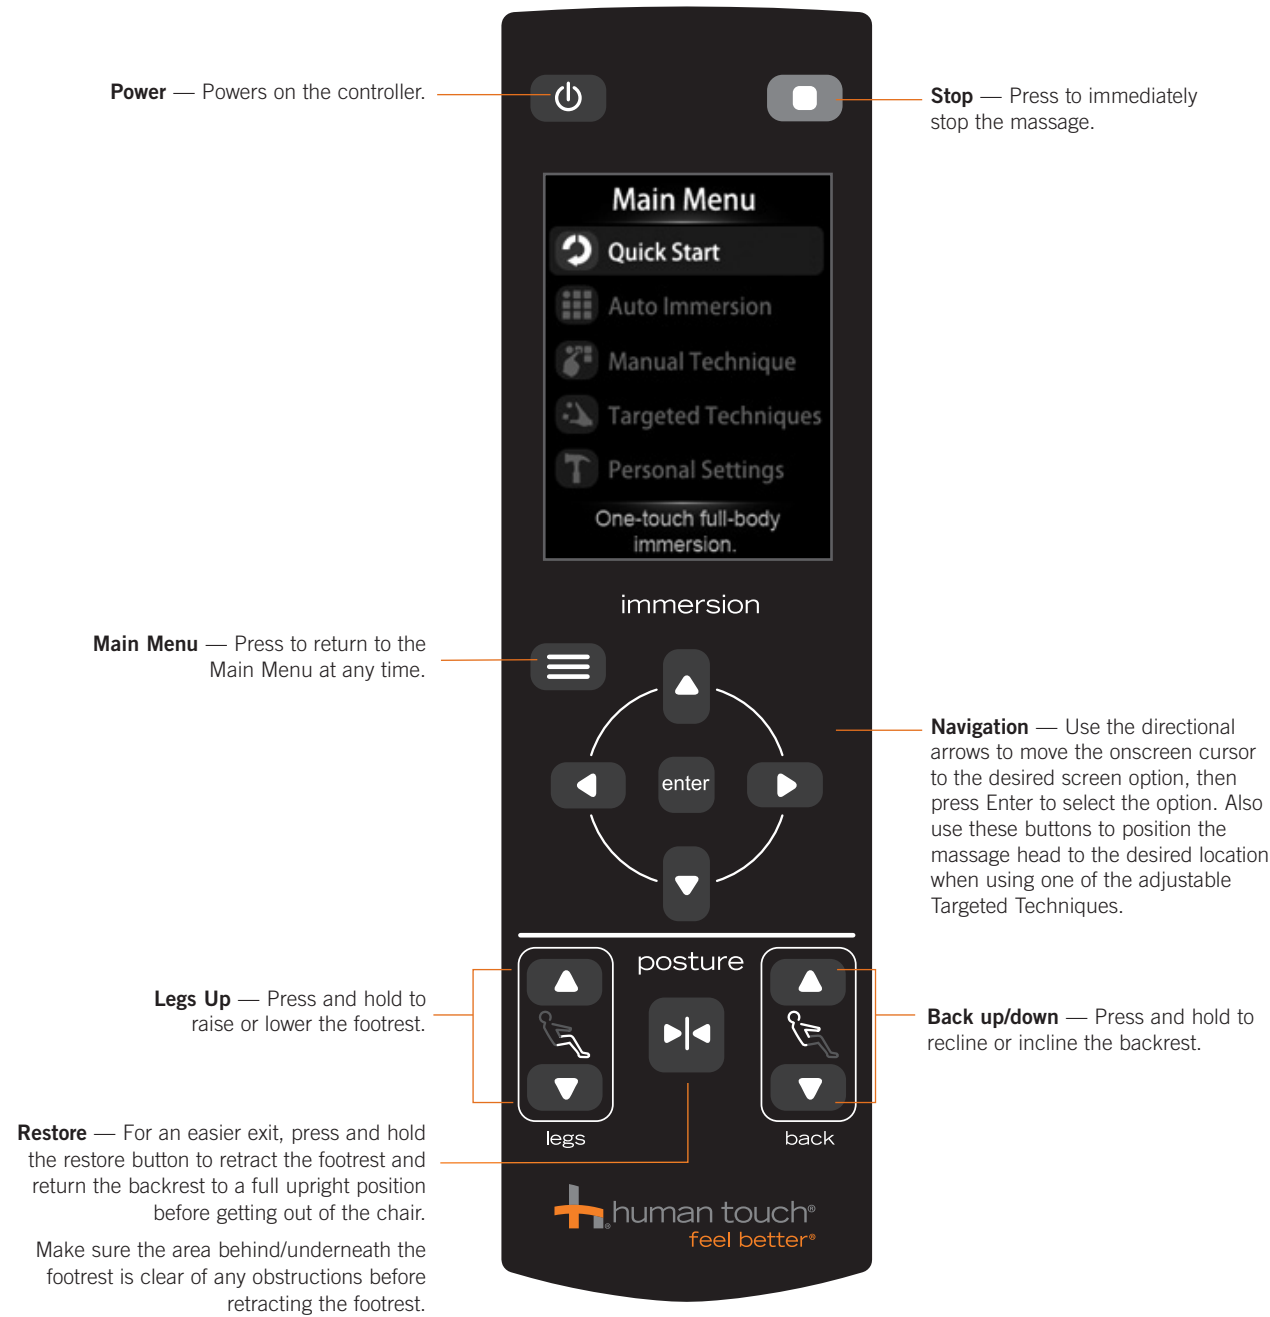 Power — Powers on the controller.
Stop — Press to immediately
stop the massage.
Main Menu
Quick Start
Auto Immersion
Manual Technique
Targeted Techniques
Personal Settings
One-touch full-body
immersion.
immersion
Main Menu — Press to return to the
Main Menu at any time.
enter
Navigation — Use the directional
arrows to move the onscreen cursor
to the desired screen option, then
press Enter to select the option. Also
use these buttons to position the
massage head to the desired location
when using one of the adjustable
Targeted Techniques.
posture
Legs Up — Press and hold to
raise or lower the footrest.
Back up/down — Press and hold to
recline or incline the backrest.
legs
back
Restore — For an easier exit, press and hold
the restore button to retract the footrest and
return the backrest to a full upright position
before getting out of the chair.
Make sure the area behind/underneath the
footrest is clear of any obstructions before
retracting the footrest.
human touch®
feel better®